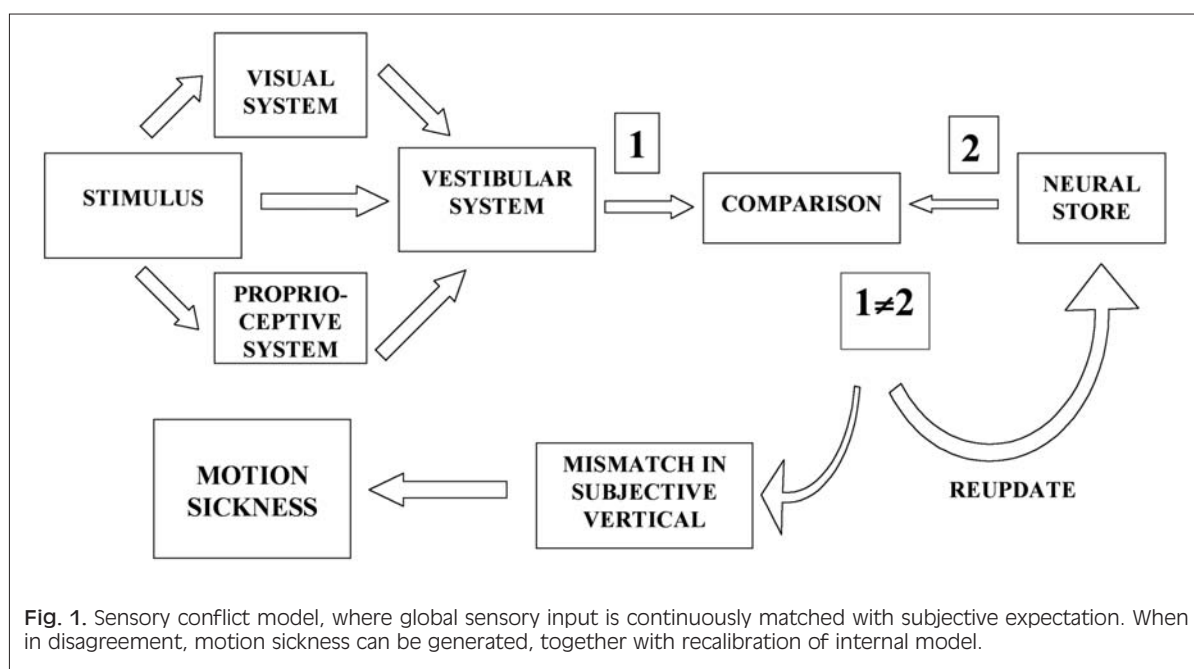 VISUAL
SYSTEM
STIMULUS
VESTIBULAR
SYSTEM
PROPRIO-
CEPTIVE
SYSTEM
1
COMPARISON
2
NEURAL
STORE
1≠2
REUPDATE
MISMATCH IN
SUBJECTIVE
VERTICAL
MOTION
SICKNESS
Fig. 1. Sensory conflict model, where global sensory input is continuously matched with subjective expectation. When
in disagreement, motion sickness can be generated, together with recalibration of internal model.